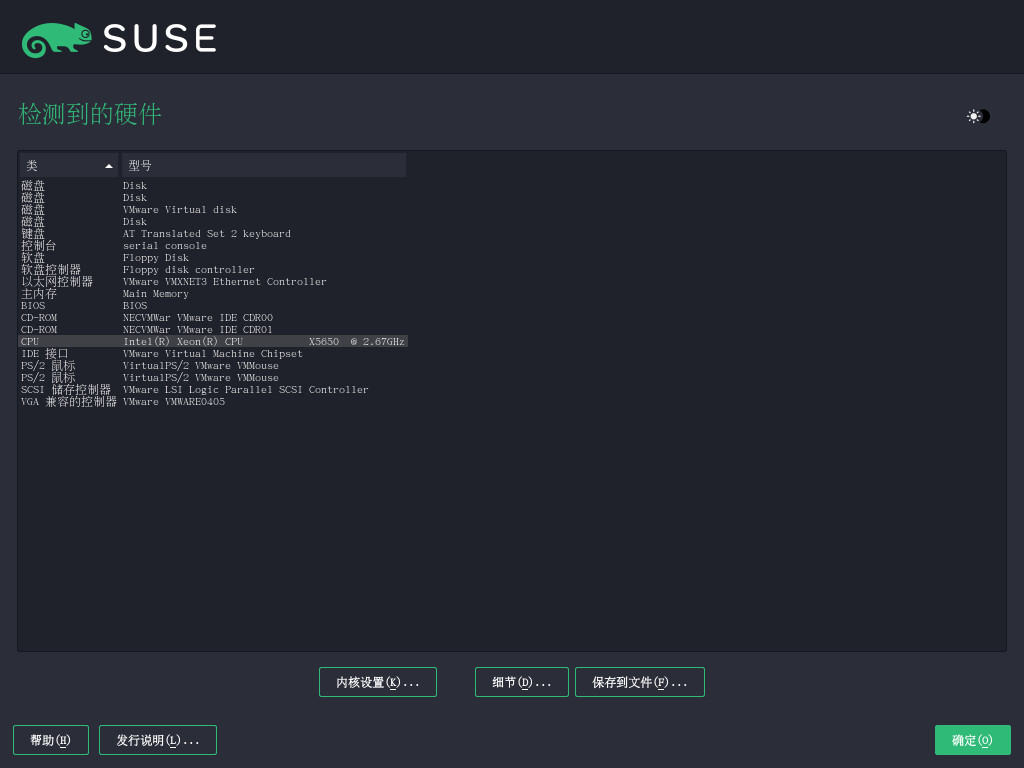 SUSE
检测到的硬件
类 型号
磁盘 Disk
磁盘 Disk
磁盘 VMware Virtual disk
磁盘 Disk
键盘 AT Translated Set 2 keyboard
控制台 serial console
软盘 Floppy Disk
软盘控制器 Floppy disk controller
以太网控制器 VMware VMXNET3 Ethernet Controller
主内存 Main Memory
BIOS BIOS
CD-ROM NECVMWar VMware IDE CDR00
CD-ROM NECVMWar VMware IDE CDR01
CPU Intel(R) Xeon(R) CPU X5650 @ 2.67GHz
IDE 接口 VMware Virtual Machine Chipset
PS/2 鼠标 VirtualPS/2 VMware VMMouse
PS/2 鼠标 VirtualPS/2 VMware VMMouse
SCSI 储存控制器 VMware LSI Logic Parallel SCSI Controller
VGA 兼容的控制器 VMware VMWARE0405
内核设置(K)... 细节(D)... 保存到文件(F)...
帮助(H) 发行说明(L)... 确定(O)